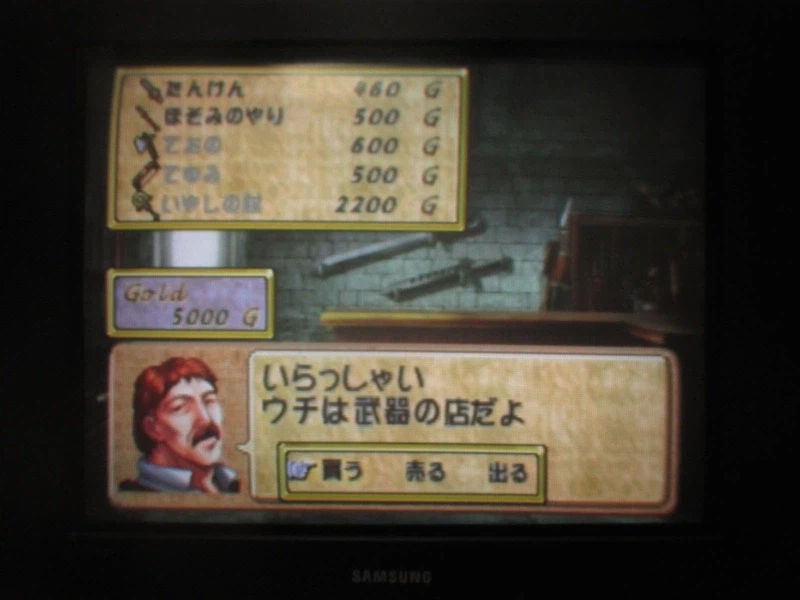 たんけん 460 G
ほそみのやり 500 G
ておの 600 G
てゆみ 500 G
いやしの杖 2200 G
Gold
5000 G
いらっしゃい
ウチは武器の店だよ
買う 売る 出る
SAMSUNG